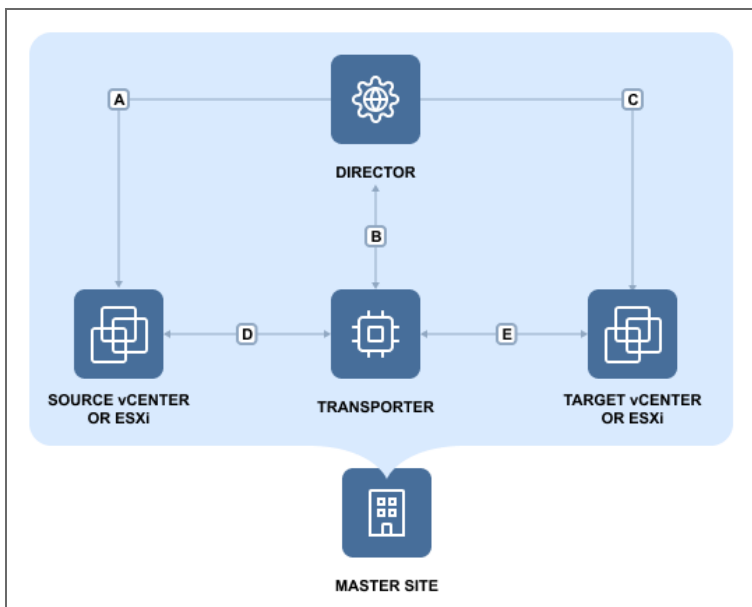 A
C
DIRECTOR
B
D
E
SOURCE vCENTER
OR ESXi
TRANSPORTER
TARGET vCENTER
OR ESXi
MASTER SITE